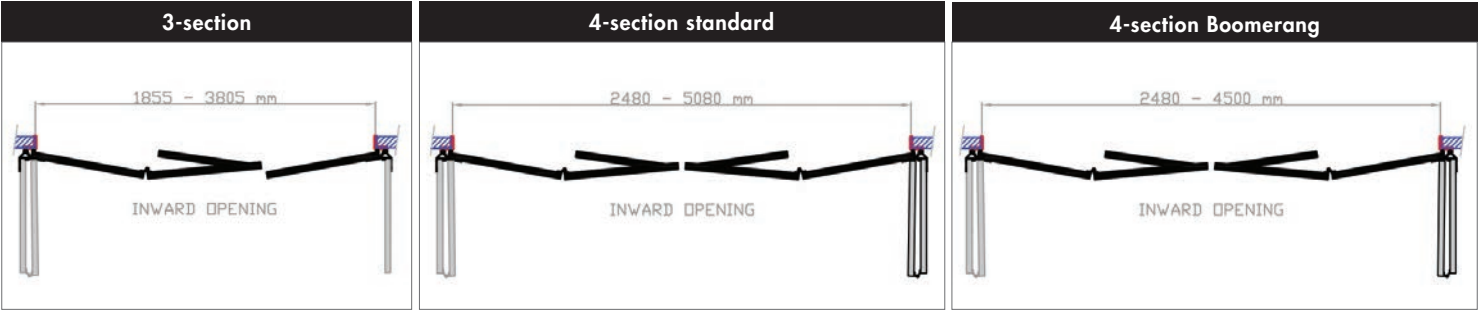 3-section
1855 - 3805 mm
INWARD OPENING
4-section standard
2480 - 5080 mm
INWARD OPENING
4-section Boomerang
2480 - 4500 mm
INWARD OPENING